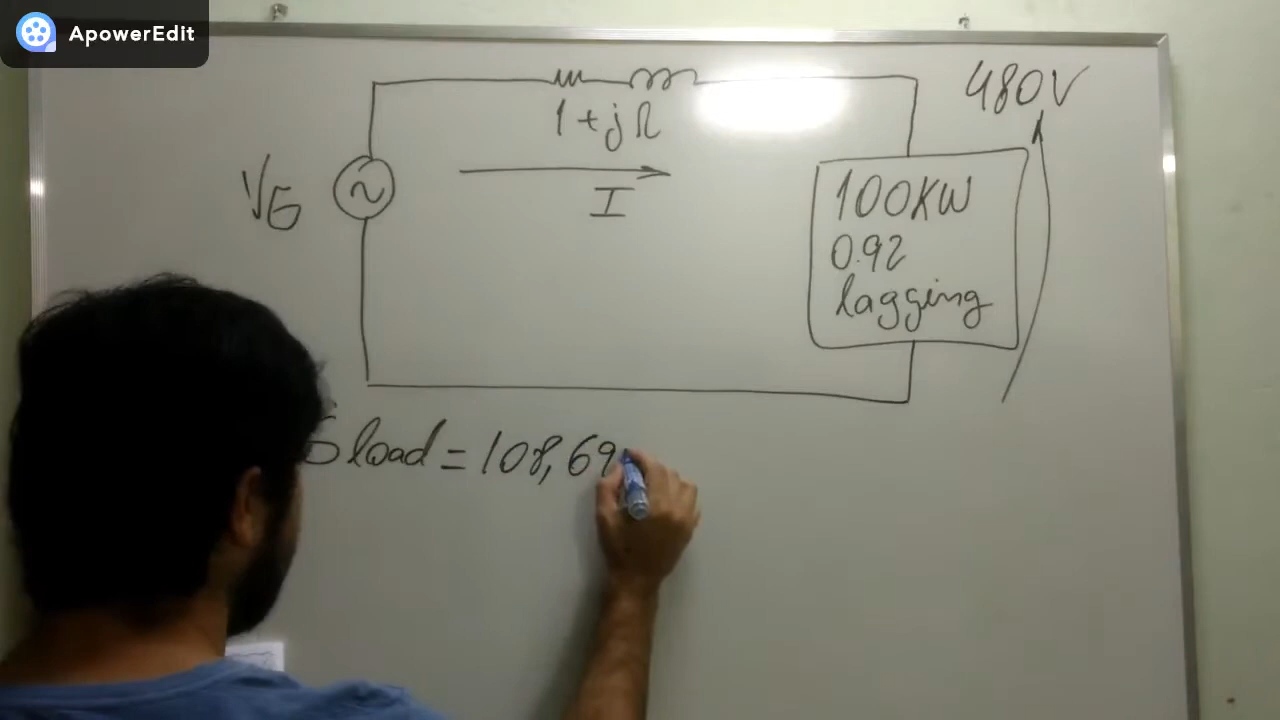 ApowerEdit
480V
1+jΩ
VG
I
100KW
0.92
lagging
Sload = 108,69